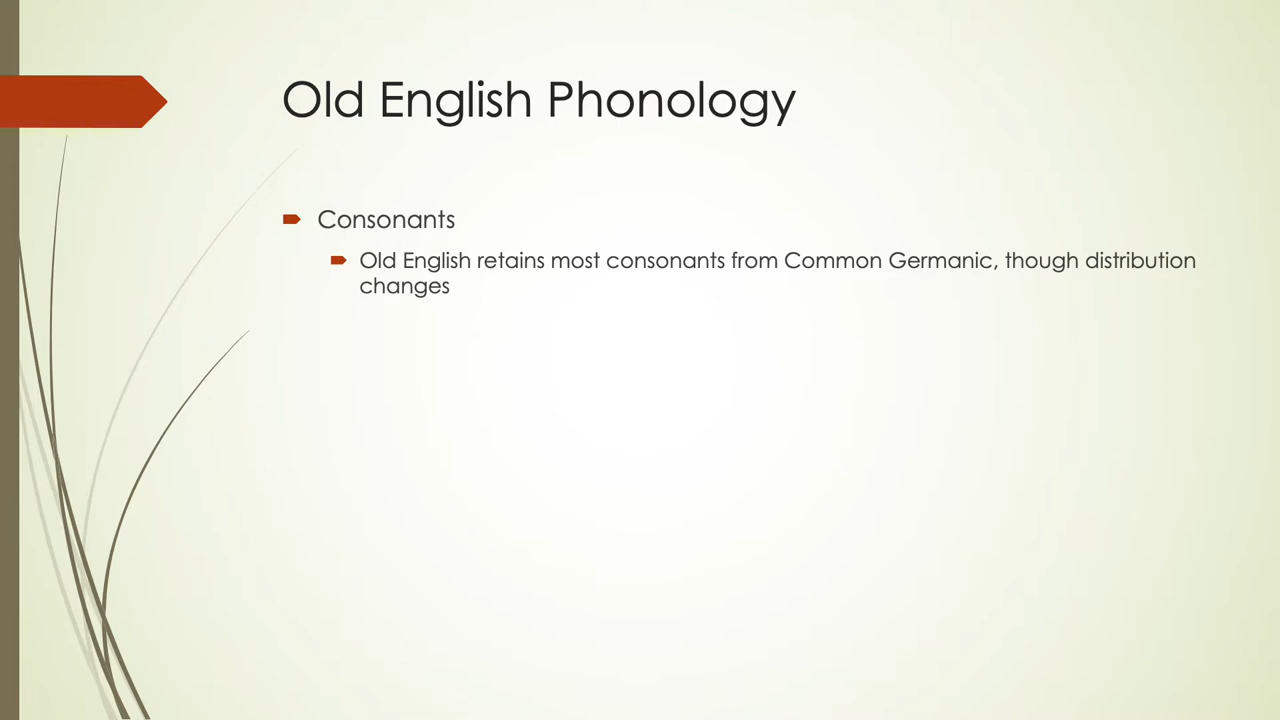 Old English Phonology
Consonants
Old English retains most consonants from Common Germanic, though distribution
changes